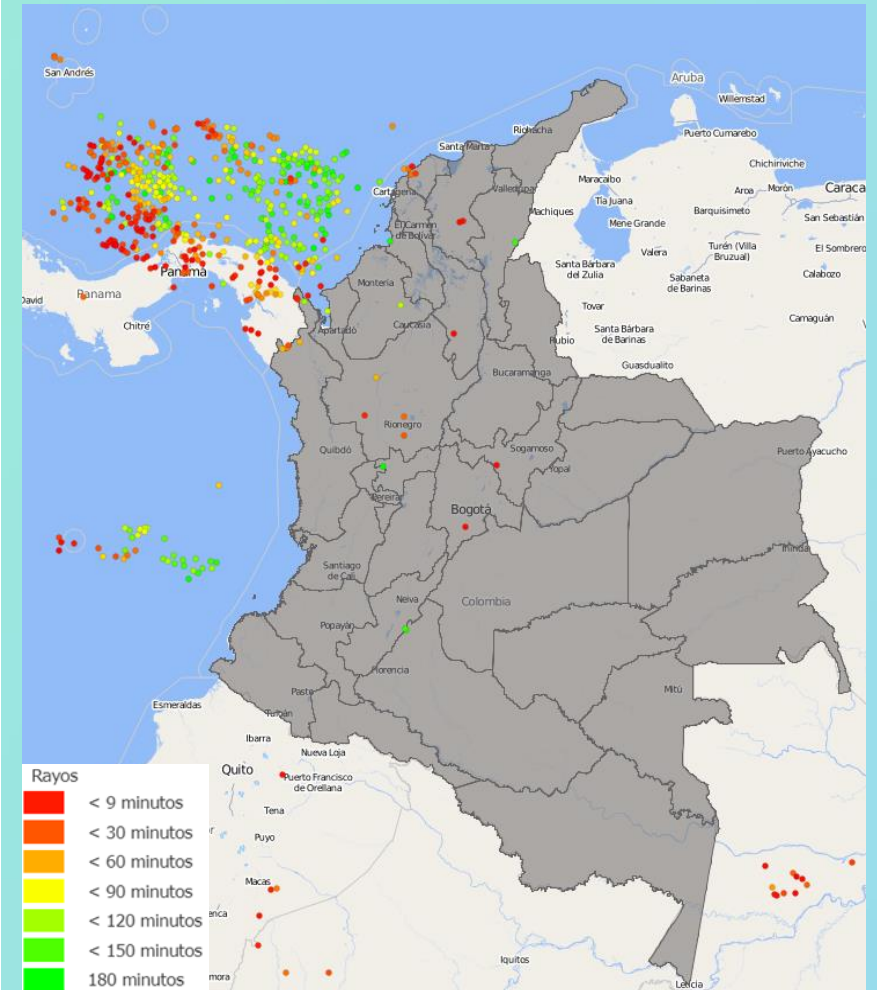 San Andrés
Aruba
Willemstad
Riohacha
Puerto Cumarebo
Santa Marta
Chichiriviche
Maracaibo
Cartagena
Valledupar
Aroa
Morón
Caraca
Tía Juana
Machiques
Barquisimeto
San Sebastián
El Carmen
de Bolívar
Mene Grande
Turén (Villa
Bruzual)
El Sombrero
Valera
Santa Bárbara
del Zulia
Panamá
Sabaneta
de Barinas
Calabozo
Montería
David
Panama
Tovar
Camaguán
Chitré
Apartadó
Caucasia
Santa Bárbara
de Barinas
Rubio
Guasdualito
Bucaramanga
Rionegro
Quibdó
Sogamoso
Puerto Ayacucho
Yopal
Pereira
Bogotá
Inírida
Santiago
de Cali
Neiva
Colombia
Popayán
Florencia
Mitú
Pasto
Esmeraldas
Ibarra
Nueva Loja
Quito
Puerto Francisco
de Orellana
Tena
Puyo
Macas
enca
mora
Iquitos
Leticia
Rayos
< 9 minutos
< 30 minutos
< 60 minutos
< 90 minutos
< 120 minutos
< 150 minutos
180 minutos